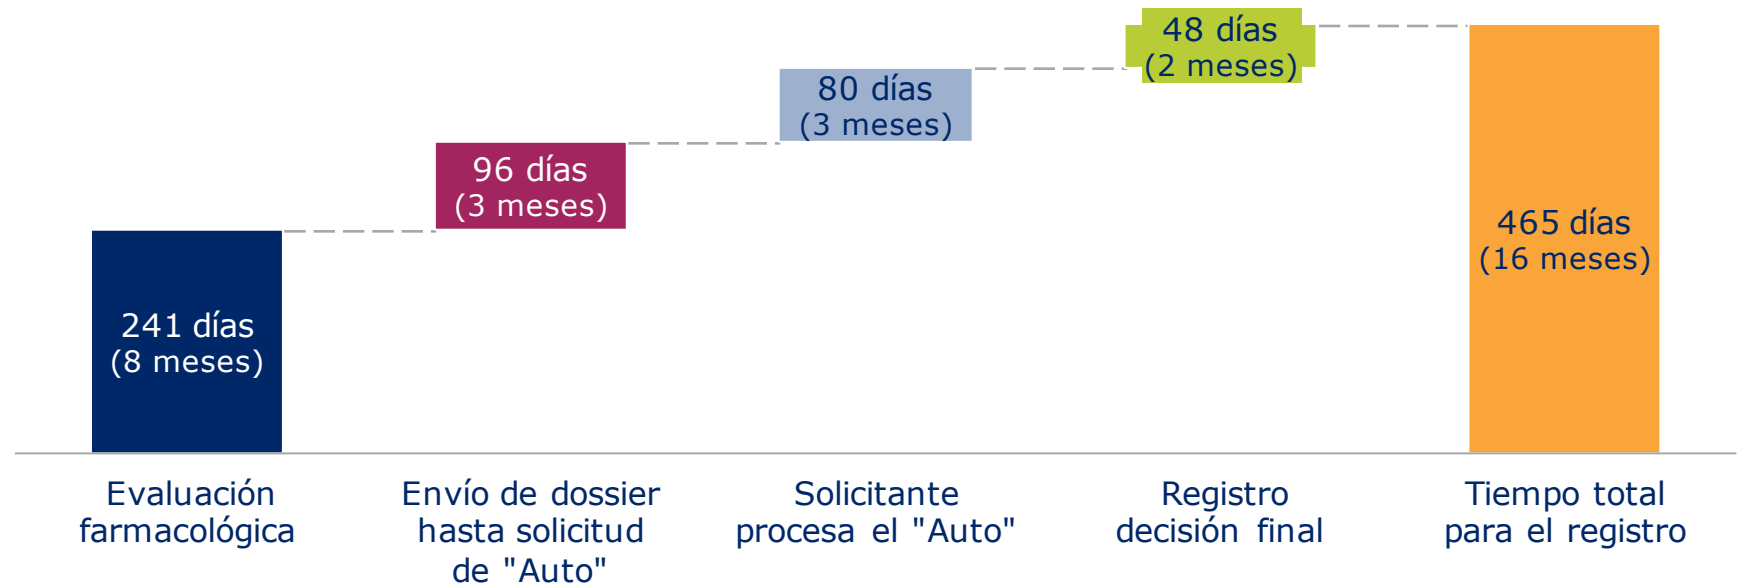 48 días
(2 meses)
80 días
(3 meses)
96 días
(3 meses)
465 días
(16 meses)
241 días
(8 meses)
Evaluación
farmacológica
Envío de dossier
hasta solicitud
de "Auto"
Solicitante
procesa el "Auto"
Registro
decisión final
Tiempo total
para el registro